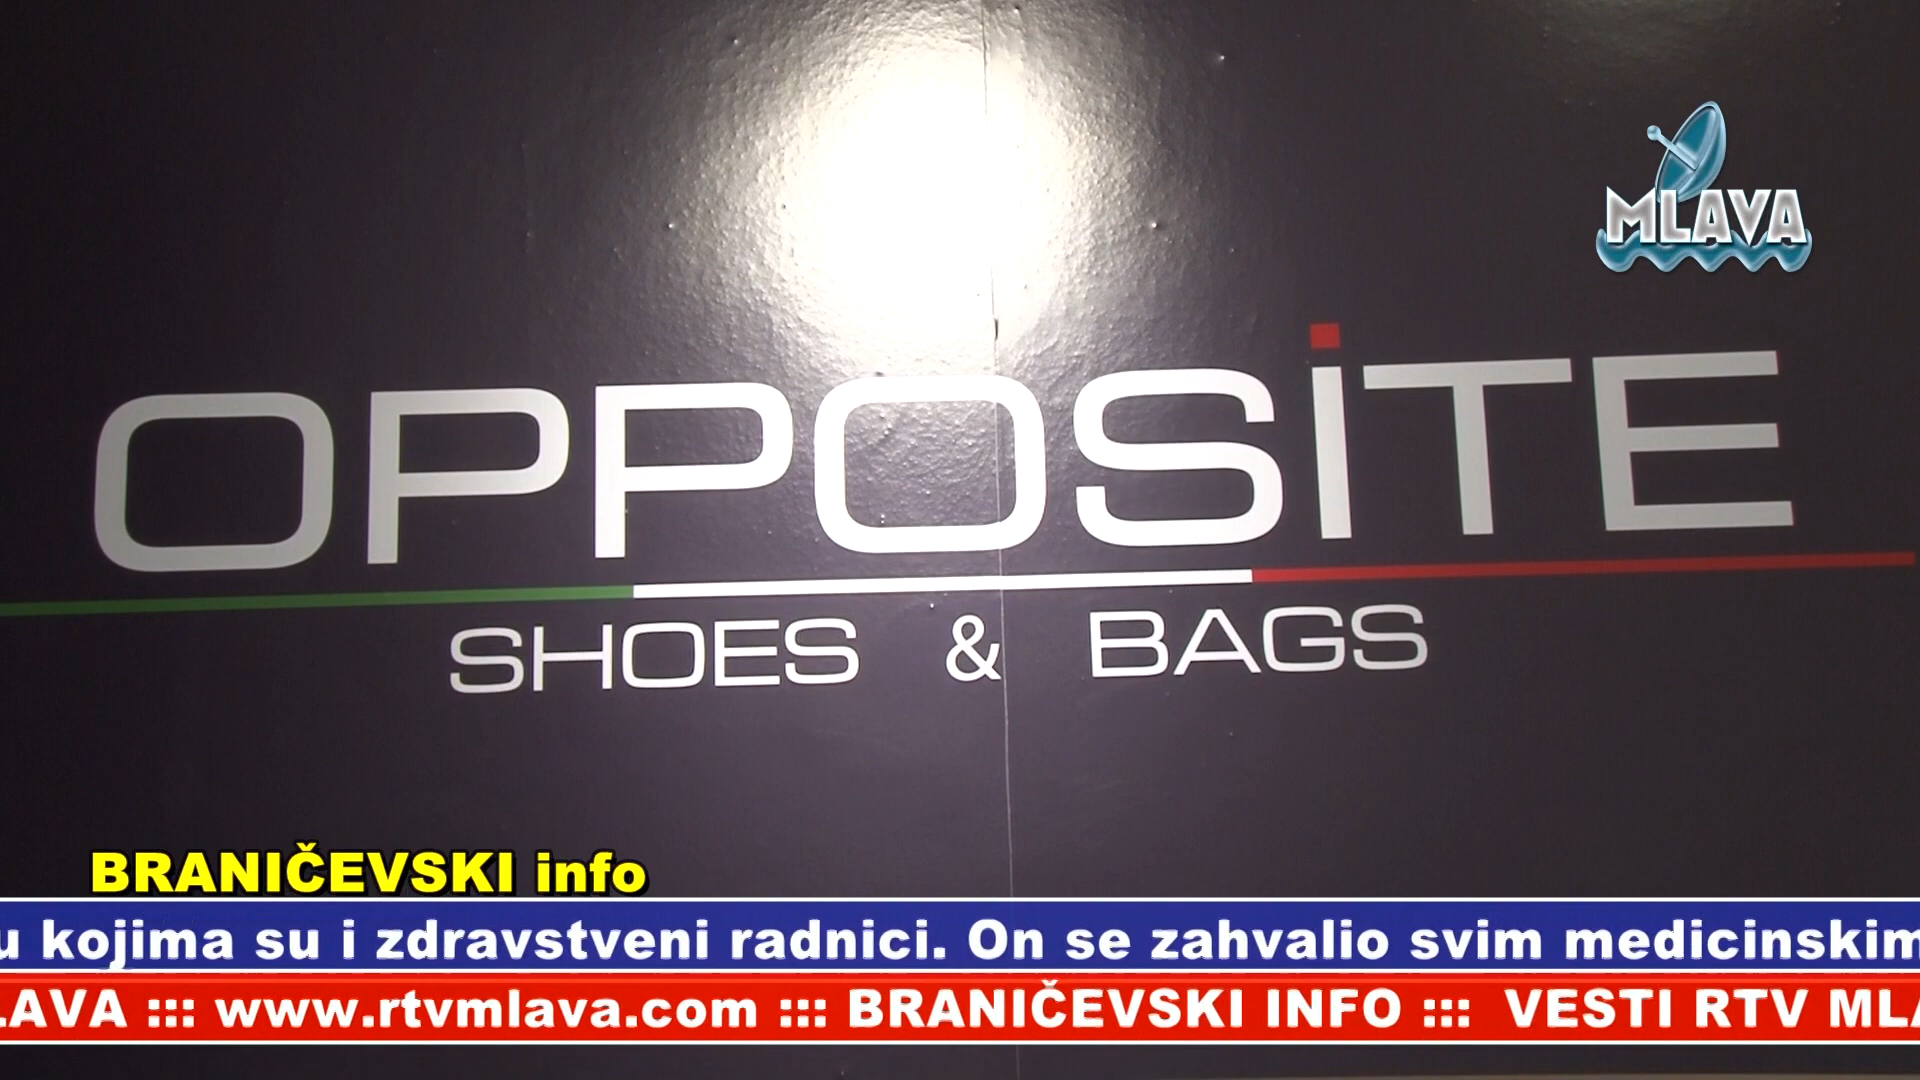 MLAVA
OPPOSiTE
SHOES & BAGS
BRANIČEVSKI info
u kojima su i zdravstveni radnici. On se zahvalio svim medicinskim
LAVA ::: www.rtvmlava.com ::: BRANIČEVSKI INFO ::: VESTI RTV MLA